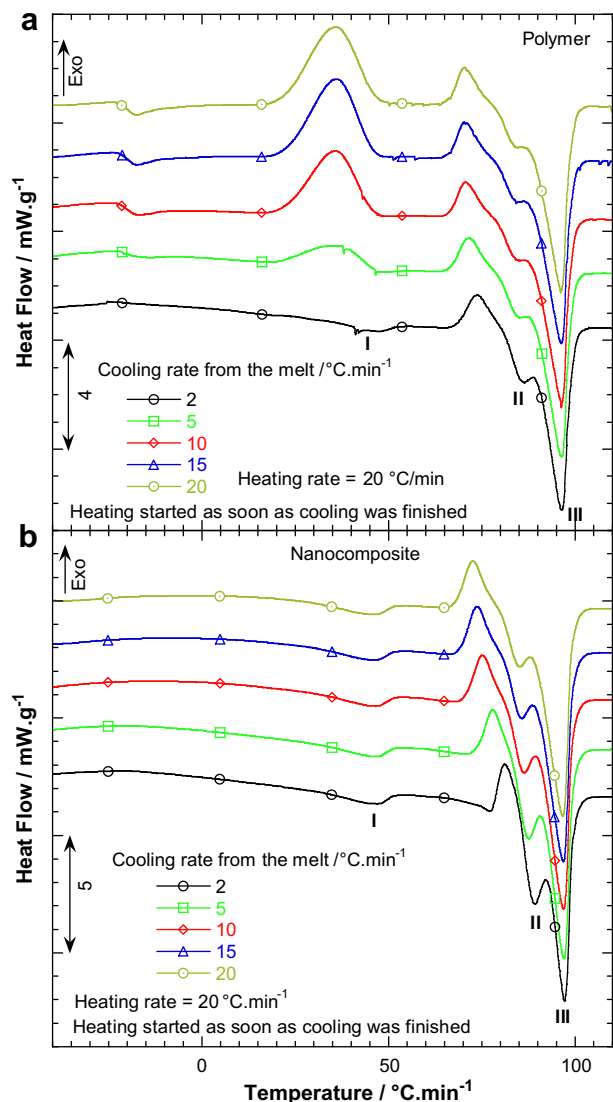 a
Exo
Polymer
Heat Flow / mW.g⁻¹
I
II
III
4
Cooling rate from the melt /°C.min⁻¹
2
5
10
15
20
Heating rate = 20 °C/min
Heating started as soon as cooling was finished
b
Exo
Nanocomposite
Heat Flow / mW.g⁻¹
I
II
III
5
Cooling rate from the melt /°C.min⁻¹
2
5
10
15
20
Heating rate = 20 °C.min⁻¹
Heating started as soon as cooling was finished
0 50 100
Temperature / °C.min⁻¹